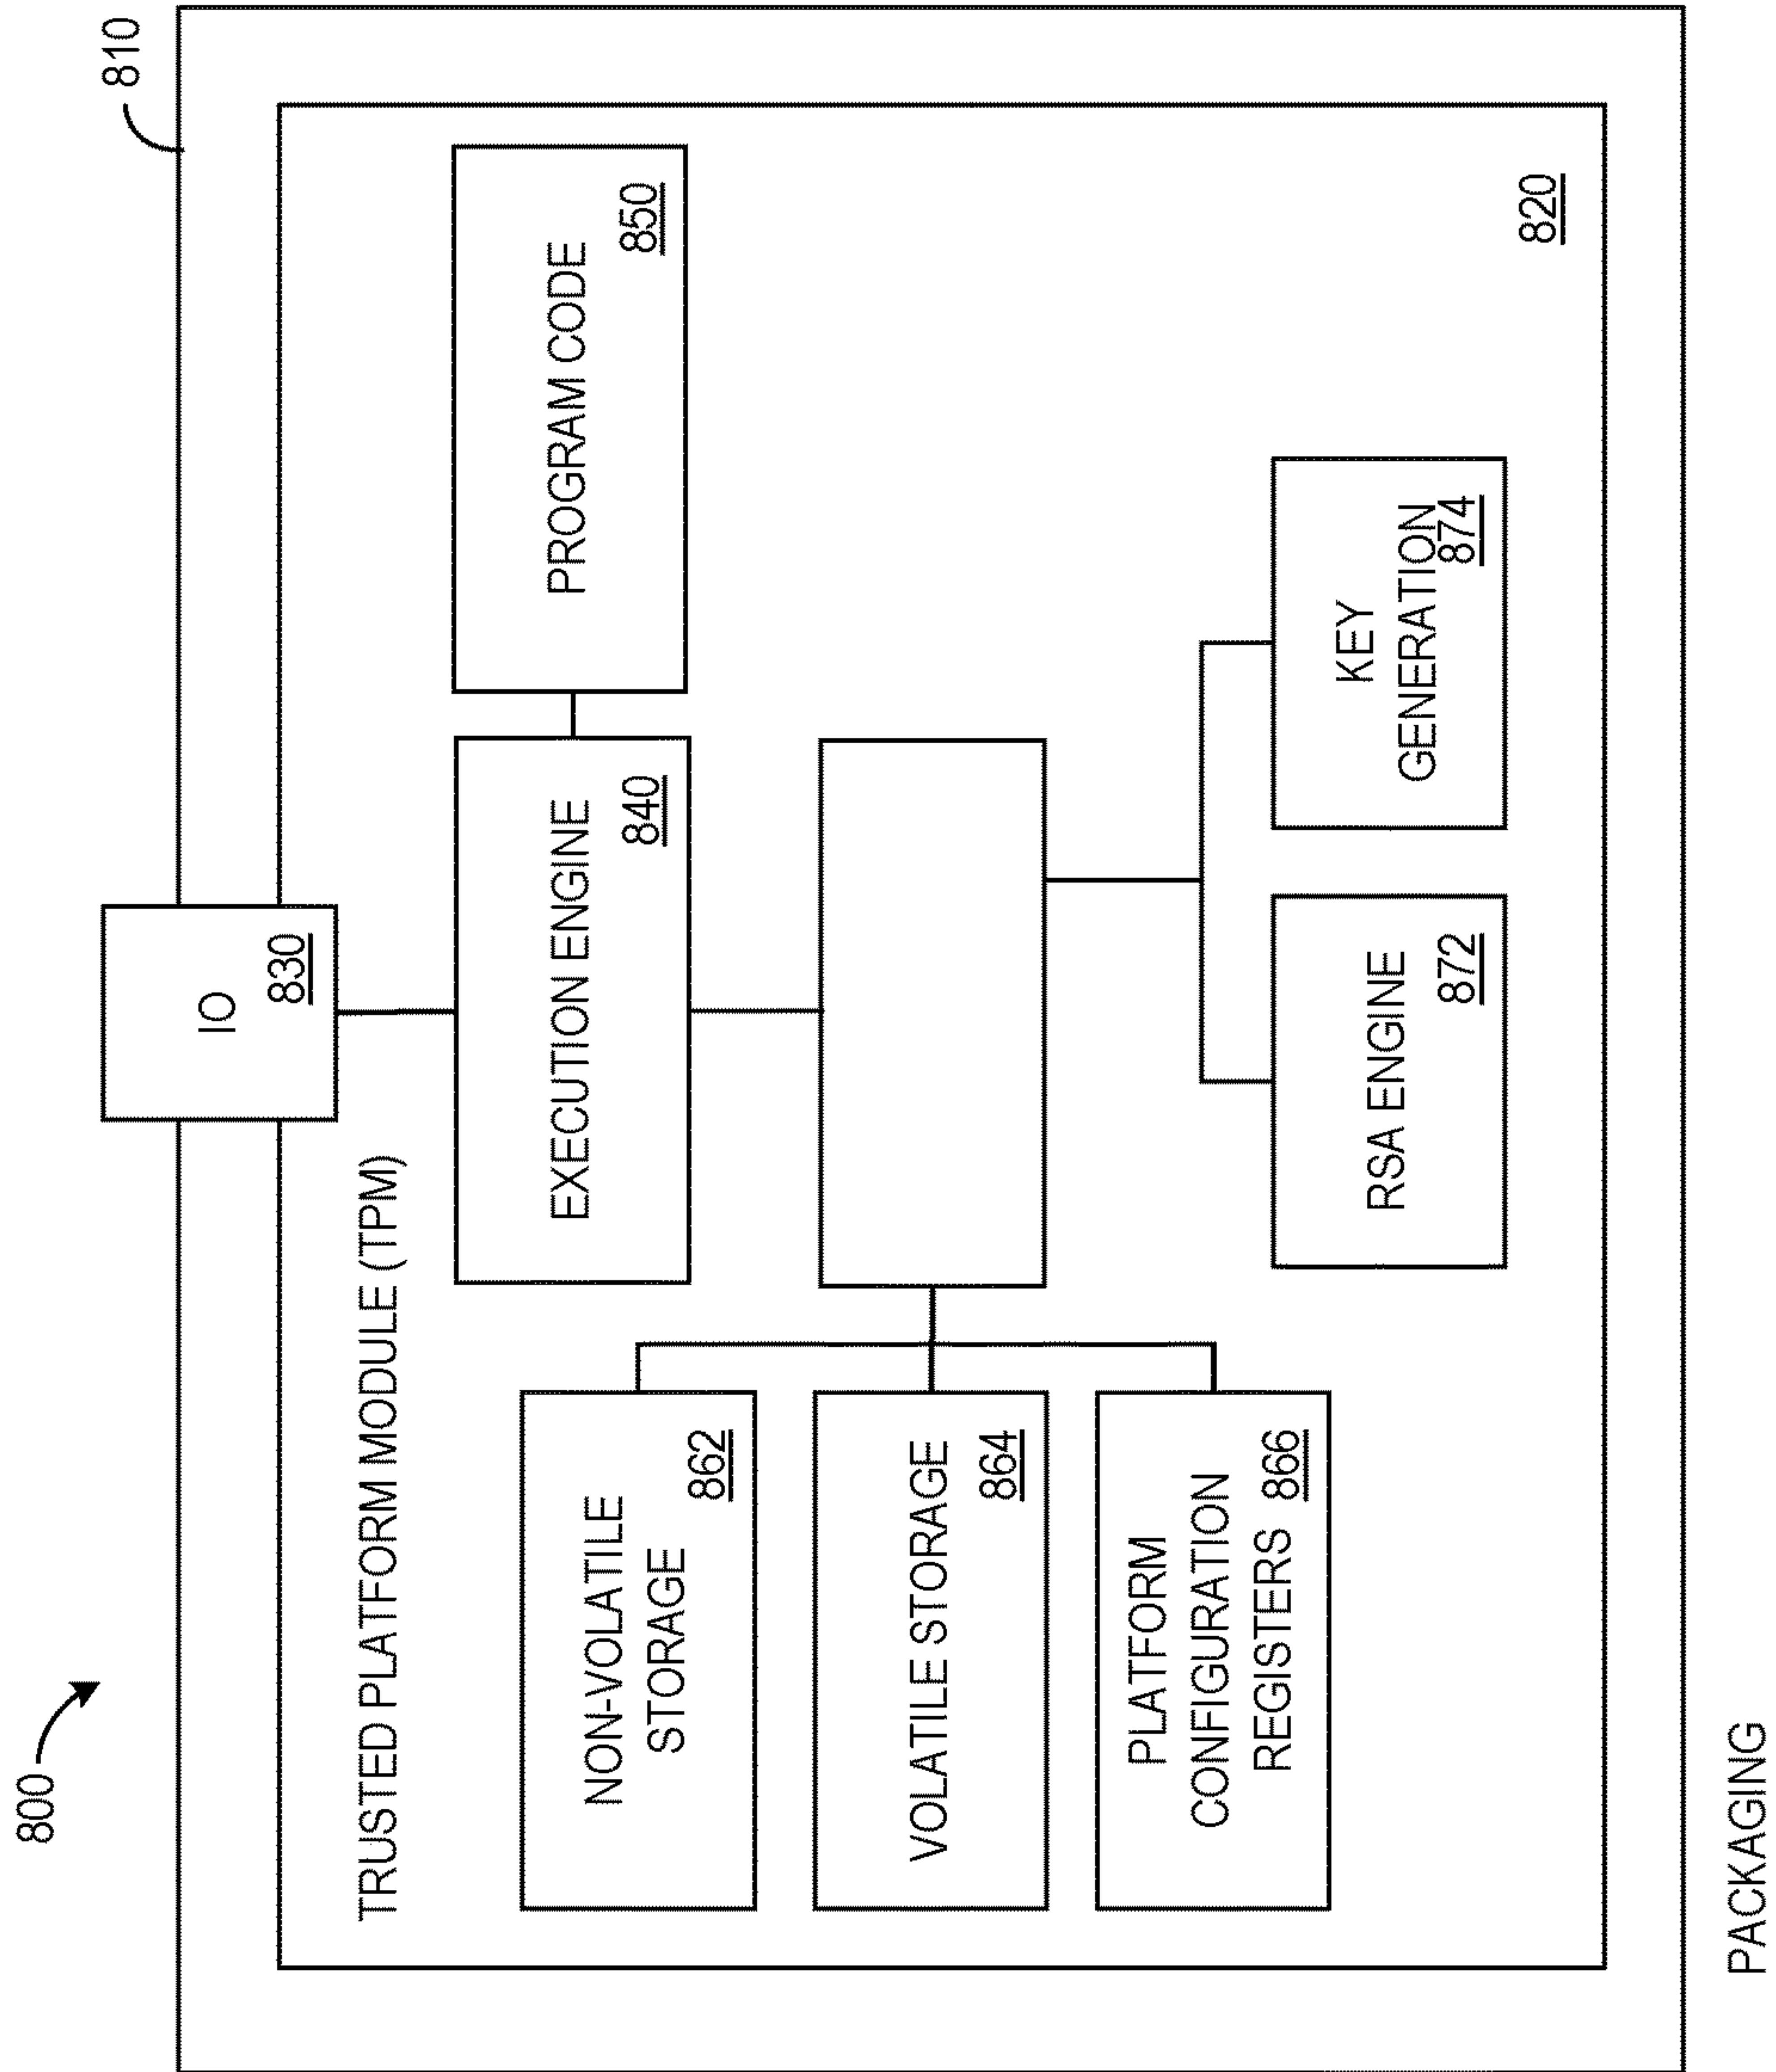 800
810
IO
830
TRUSTED PLATFORM MODULE (TPM)
EXECUTION ENGINE
840
PROGRAM CODE
850
NON-VOLATILE
STORAGE
862
VOLATILE STORAGE
864
PLATFORM
CONFIGURATION
REGISTERS 866
RSA ENGINE
872
KEY
GENERATION
874
820
PACKAGING